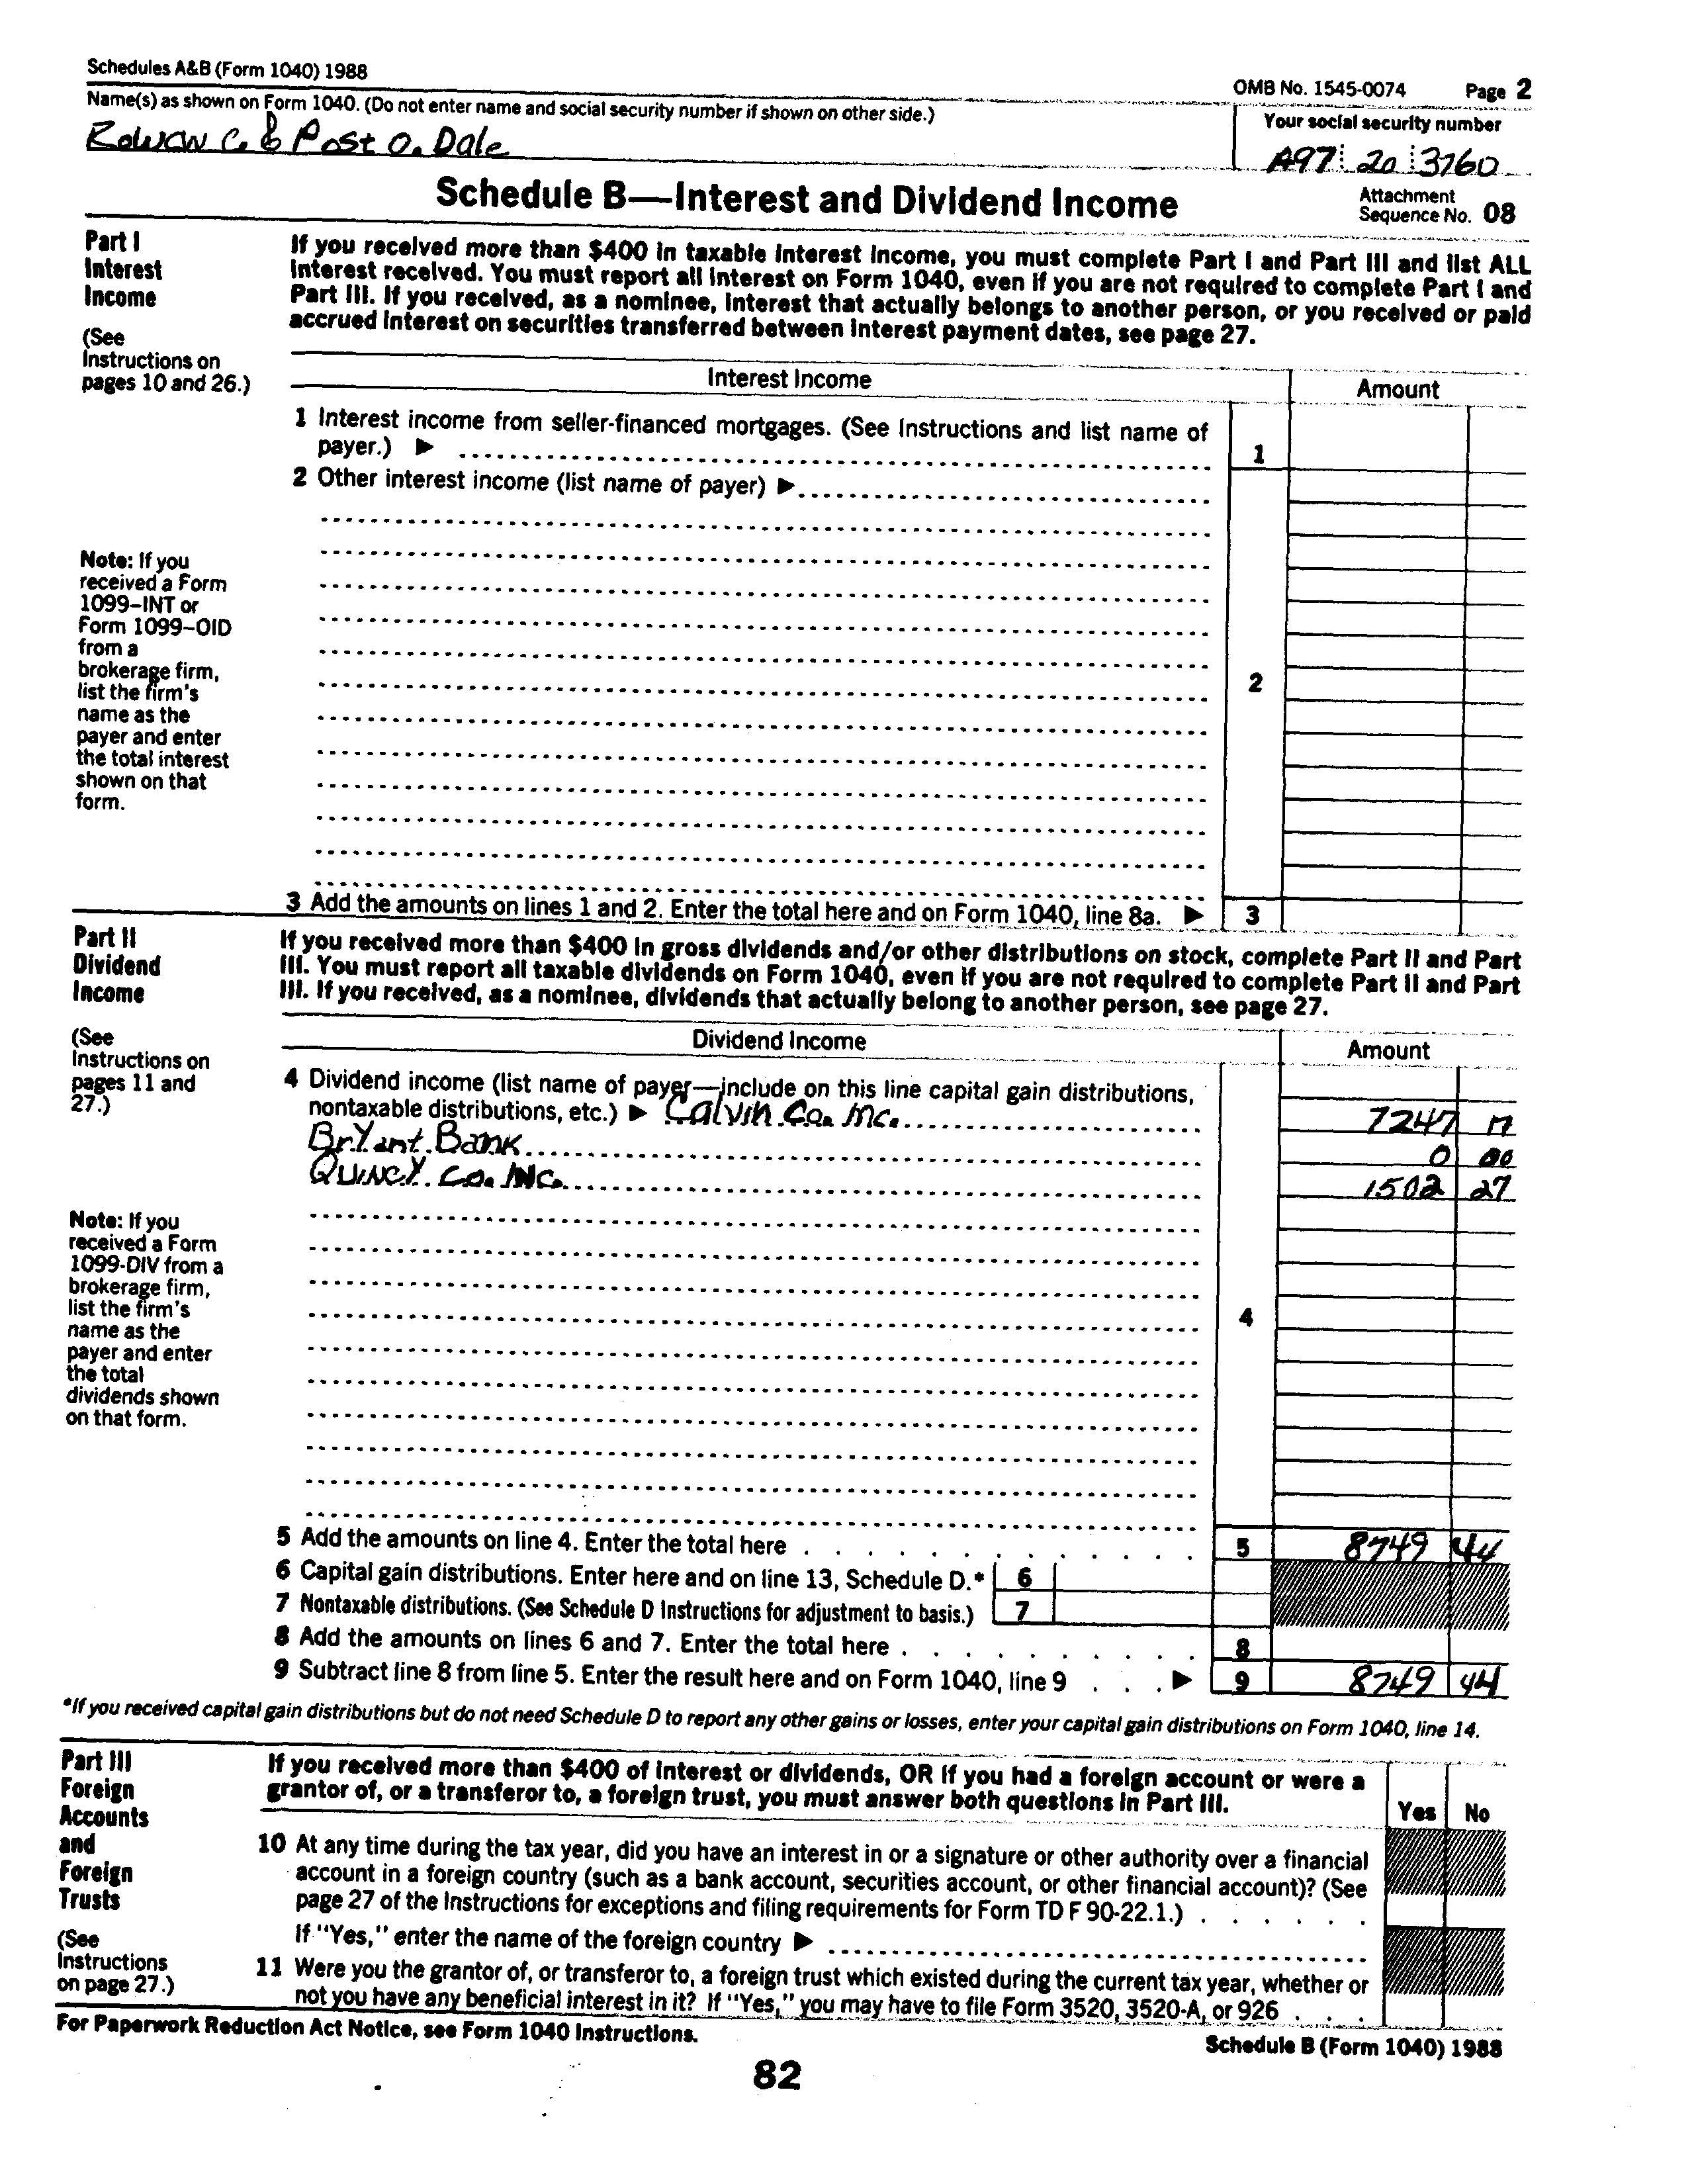 Schedules A&B (Form 1040) 1988
OMB No. 1545-0074 Page 2
Name(s) as shown on Form 1040. (Do not enter name and social security number if shown on other side.)
Your social security number
C. & Post O. Dale
A97 20 3760
Schedule B—Interest and Dividend Income
Attachment
Sequence No. 08
Part I
Interest
Income
(See
Instructions on
pages 10 and 26.)
If you received more than $400 in taxable interest income, you must complete Part I and Part III and list ALL
interest received. You must report all interest on Form 1040, even if you are not required to complete Part I and
Part III. If you received, as a nominee, interest that actually belongs to another person, or you received or paid
accrued interest on securities transferred between interest payment dates, see page 27.
Interest Income
Amount
1 Interest income from seller-financed mortgages. (See Instructions and list name of
payer.) ▶
1
2 Other interest income (list name of payer) ▶
Note: If you
received a Form
1099–INT or
Form 1099–OID
from a
brokerage firm,
list the firm's
name as the
payer and enter
the total interest
shown on that
form.
2
3 Add the amounts on lines 1 and 2. Enter the total here and on Form 1040, line 8a. ▶ 3
Part II
Dividend
Income
(See
Instructions on
pages 11 and
27.)
If you received more than $400 in gross dividends and/or other distributions on stock, complete Part II and Part
III. You must report all taxable dividends on Form 1040, even if you are not required to complete Part II and Part
III. If you received, as a nominee, dividends that actually belong to another person, see page 27.
Dividend Income
Amount
4 Dividend income (list name of payer—include on this line capital gain distributions,
nontaxable distributions, etc.) ▶ Calvin Co. Inc. 7247 17
Bryant Bank 0 00
Quincy Co. Inc. 1502 27
Note: If you
received a Form
1099-DIV from a
brokerage firm,
list the firm's
name as the
payer and enter
the total
dividends shown
on that form.
4
5 Add the amounts on line 4. Enter the total here 5 8749 44
6 Capital gain distributions. Enter here and on line 13, Schedule D.* 6
7 Nontaxable distributions. (See Schedule D Instructions for adjustment to basis.) 7
8 Add the amounts on lines 6 and 7. Enter the total here 8
9 Subtract line 8 from line 5. Enter the result here and on Form 1040, line 9 ▶ 9 8749 44
*If you received capital gain distributions but do not need Schedule D to report any other gains or losses, enter your capital gain distributions on Form 1040, line 14.
Part III
Foreign
Accounts
and
Foreign
Trusts
(See
Instructions
on page 27.)
If you received more than $400 of interest or dividends, OR if you had a foreign account or were a
grantor of, or a transferor to, a foreign trust, you must answer both questions in Part III.
Yes No
10 At any time during the tax year, did you have an interest in or a signature or other authority over a financial
account in a foreign country (such as a bank account, securities account, or other financial account)? (See
page 27 of the Instructions for exceptions and filing requirements for Form TD F 90-22.1.)
If "Yes," enter the name of the foreign country ▶
11 Were you the grantor of, or transferor to, a foreign trust which existed during the current tax year, whether or
not you have any beneficial interest in it? If "Yes," you may have to file Form 3520, 3520-A, or 926
For Paperwork Reduction Act Notice, see Form 1040 Instructions.
Schedule B (Form 1040) 1988
82